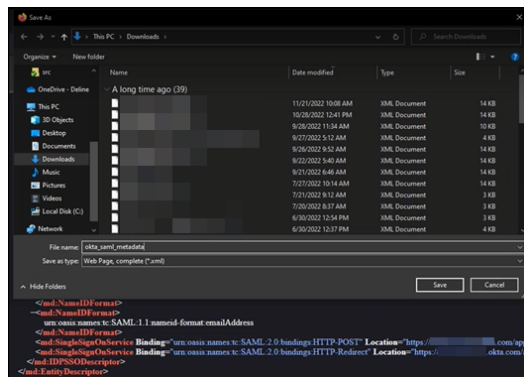 Save As
This PC > Downloads >
Search Downloads
Organize
New folder
Name
Date modified
Type
Size
src
OneDrive - Deline
This PC
3D Objects
Desktop
Documents
Downloads
Music
Pictures
Videos
Local Disk (C:)
Network
A long time ago (39)
11/21/2022 10:08 AM XML Document 14 KB
10/28/2022 12:41 PM XML Document 14 KB
9/28/2022 11:34 AM XML Document 10 KB
9/27/2022 5:12 AM XML Document 4 KB
9/26/2022 9:52 AM XML Document 14 KB
9/22/2022 5:40 AM XML Document 14 KB
9/21/2022 6:46 AM XML Document 14 KB
7/27/2022 10:14 AM XML Document 14 KB
7/21/2022 9:12 AM XML Document 3 KB
7/20/2022 8:37 AM XML Document 3 KB
6/30/2022 12:54 PM XML Document 3 KB
6/30/2022 12:37 PM XML Document 4 KB
File name: okta_saml_metadata
Save as type: Web Page, complete (*.xml)
Hide Folders
Save
Cancel
</md:NameIDFormat>
−<md:NameIDFormat>
urn:oasis:names:tc:SAML:1.1:nameid-format:emailAddress
</md:NameIDFormat>
<md:SingleSignOnService Binding="urn:oasis:names:tc:SAML:2.0:bindings:HTTP-POST" Location="https:// .com/app
<md:SingleSignOnService Binding="urn:oasis:names:tc:SAML:2.0:bindings:HTTP-Redirect" Location="https:/ .okta.com/
</md:IDPSSODescriptor>
</md:EntityDescriptor>